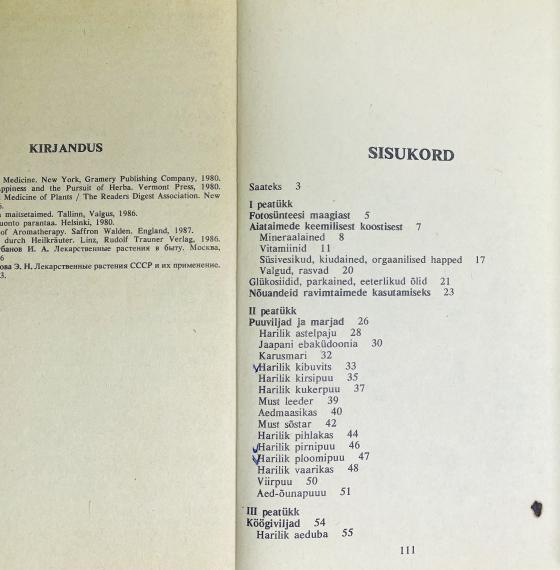 KIRJANDUS
Medicine. New York, Gramery Publishing Company, 1980.
ppiness and the Pursuit of Herba. Vermont Press, 1980.
Medicine of Plants / The Readers Digest Association. New
maitsetaimed. Tallinn, Valgus, 1986.
uonto parantaa. Helsinki, 1980.
of Aromatherapy. Saffron Walden. England, 1987.
durch Heilkräuter. Linz, Rudolf Trauner Verlag, 1986.
банов И. А. Лекарственные растения в быту. Москва,
6
ова Э. Н. Лекарственные растения СССР и их применение.
3.
SISUKORD
Saateks 3
I peatükk
Fotosünteesi maagiast 5
Aiataimede keemilisest koostisest 7
Mineraalained 8
Vitamiinid 11
Süsivesikud, kiudained, orgaanilised happed 17
Valgud, rasvad 20
Glükosiidid, parkained, eeterlikud õlid 21
Nõuandeid ravimtaimede kasutamiseks 23
II peatükk
Puuviljad ja marjad 26
Harilik astelpaju 28
Jaapani ebaküdoonia 30
Karusmari 32
Harilik kibuvits 33
Harilik kirsipuu 35
Harilik kukerpuu 37
Must leeder 39
Aedmaasikas 40
Must sõstar 42
Harilik pihlakas 44
Harilik pirnipuu 46
Harilik ploomipuu 47
Harilik vaarikas 48
Viirpuu 50
Aed-õunapuuu 51
III peatükk
Köögiviljad 54
Harilik aeduba 55
111